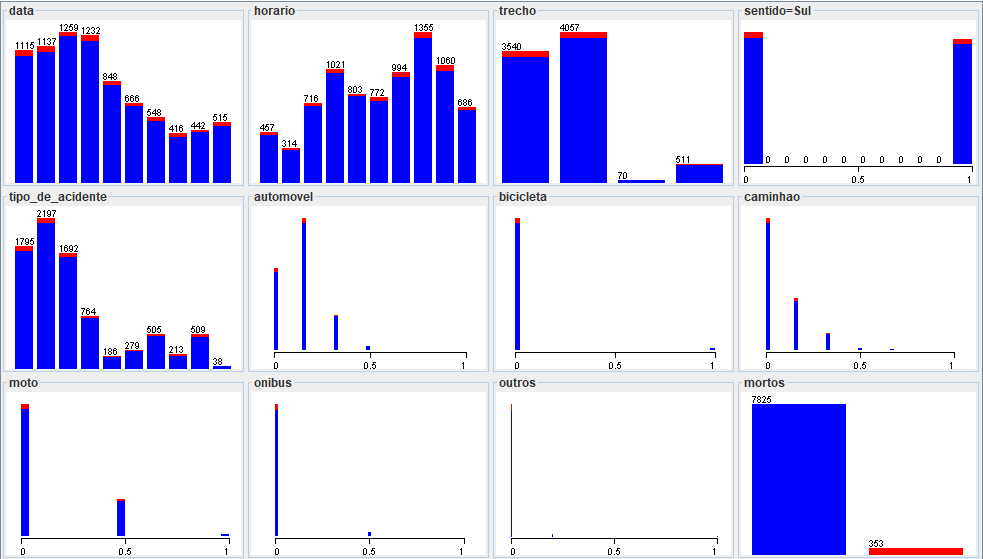 data
1115 1137 1259 1232 848 666 548 416 442 515
horario
457 314 716 1021 803 772 994 1355 1060 686
trecho
3540 4057 70 511
sentido=Sul
0 0 0 0 0 0 0 0
0 0.5 1
tipo_de_acidente
1795 2197 1692 764 186 279 505 213 509 38
automovel
0 0.5 1
bicicleta
0 0.5 1
caminhao
0 0.5 1
moto
0 0.5 1
onibus
0 0.5 1
outros
0 0.5 1
mortos
7825 353